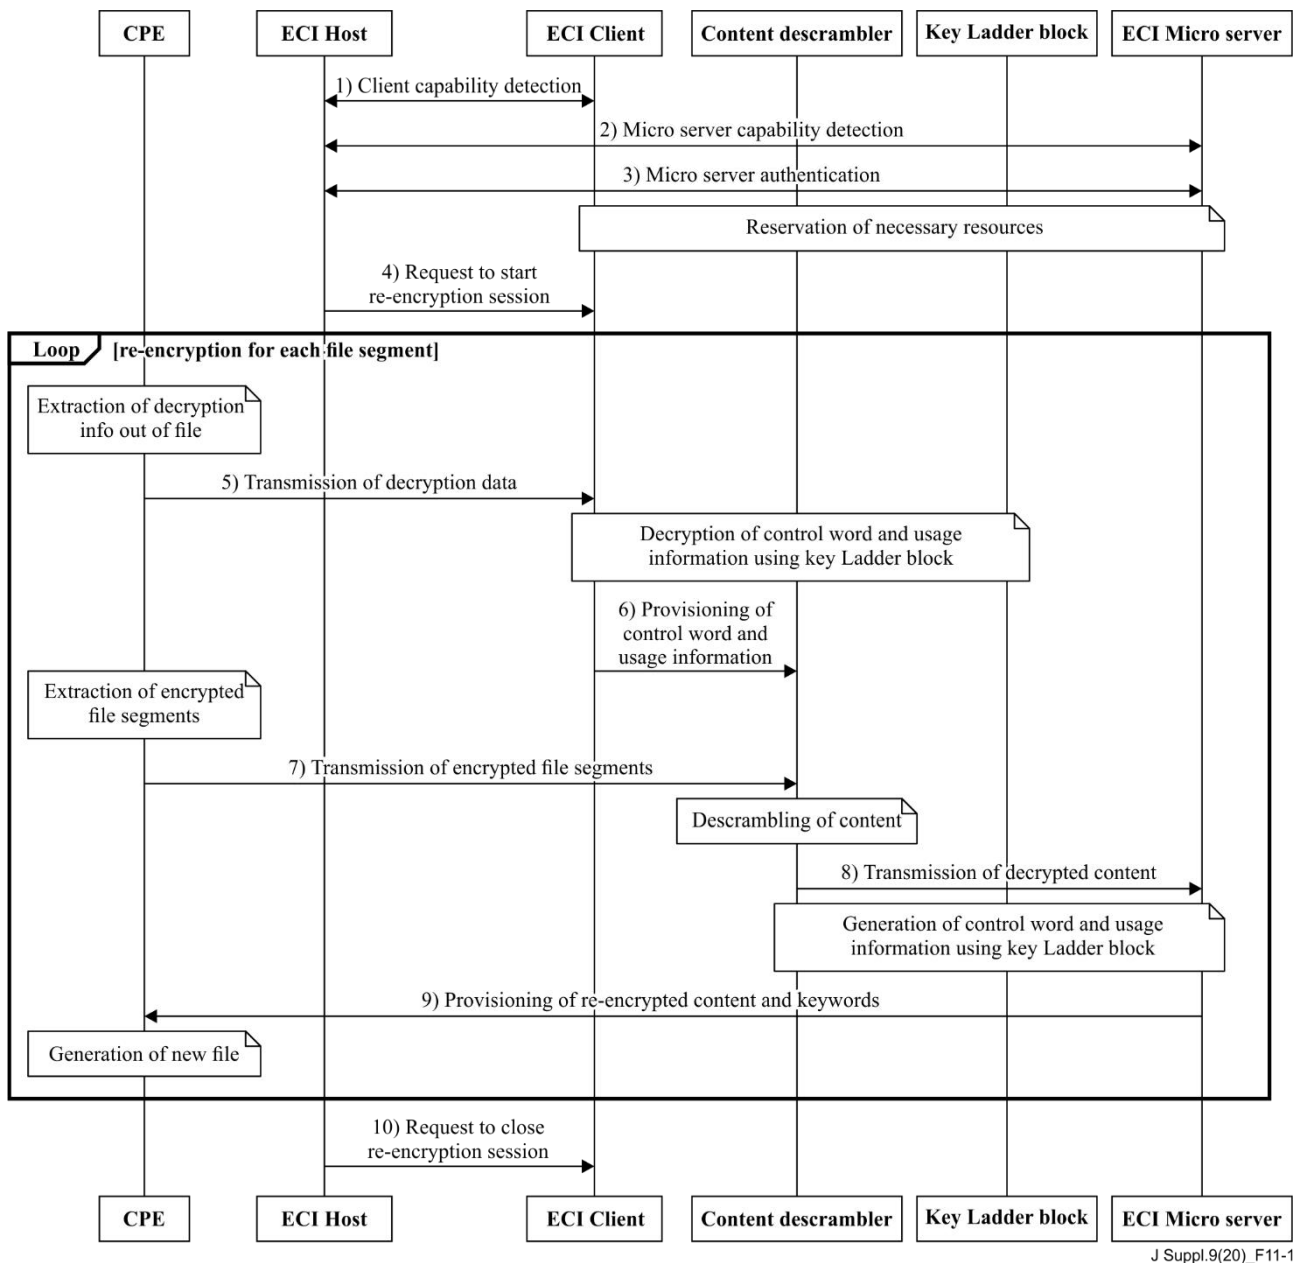 CPE
ECI Host
ECI Client
Content descrambler
Key Ladder block
ECI Micro server
1) Client capability detection
2) Micro server capability detection
3) Micro server authentication
Reservation of necessary resources
4) Request to start
re-encryption session
Loop
[re-encryption for each file segment]
Extraction of decryption
info out of file
5) Transmission of decryption data
Decryption of control word and usage
information using key Ladder block
6) Provisioning of
control word and
usage information
Extraction of encrypted
file segments
7) Transmission of encrypted file segments
Descrambling of content
8) Transmission of decrypted content
Generation of control word and usage
information using key Ladder block
9) Provisioning of re-encrypted content and keywords
Generation of new file
10) Request to close
re-encryption session
CPE
ECI Host
ECI Client
Content descrambler
Key Ladder block
ECI Micro server
J Suppl.9(20)_F11-1